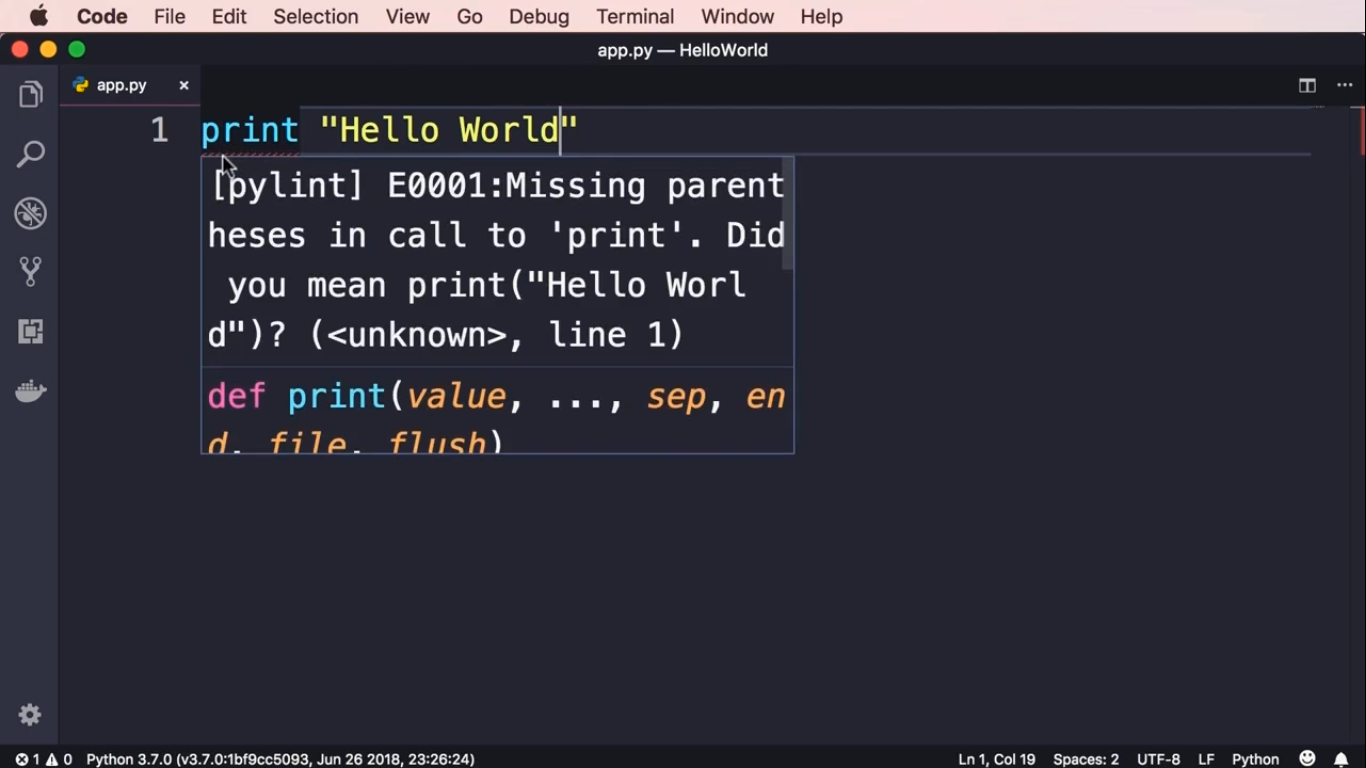 Code File Edit Selection View Go Debug Terminal Window Help
app.py — HelloWorld
app.py ×
1 print "Hello World"
[pylint] E0001:Missing parent
heses in call to 'print'. Did
you mean print("Hello Worl
d")? (<unknown>, line 1)
def print(value, ..., sep, en
d, file, flush)
1 0 Python 3.7.0 (v3.7.0:1bf9cc5093, Jun 26 2018, 23:26:24) Ln 1, Col 19 Spaces: 2 UTF-8 LF Python